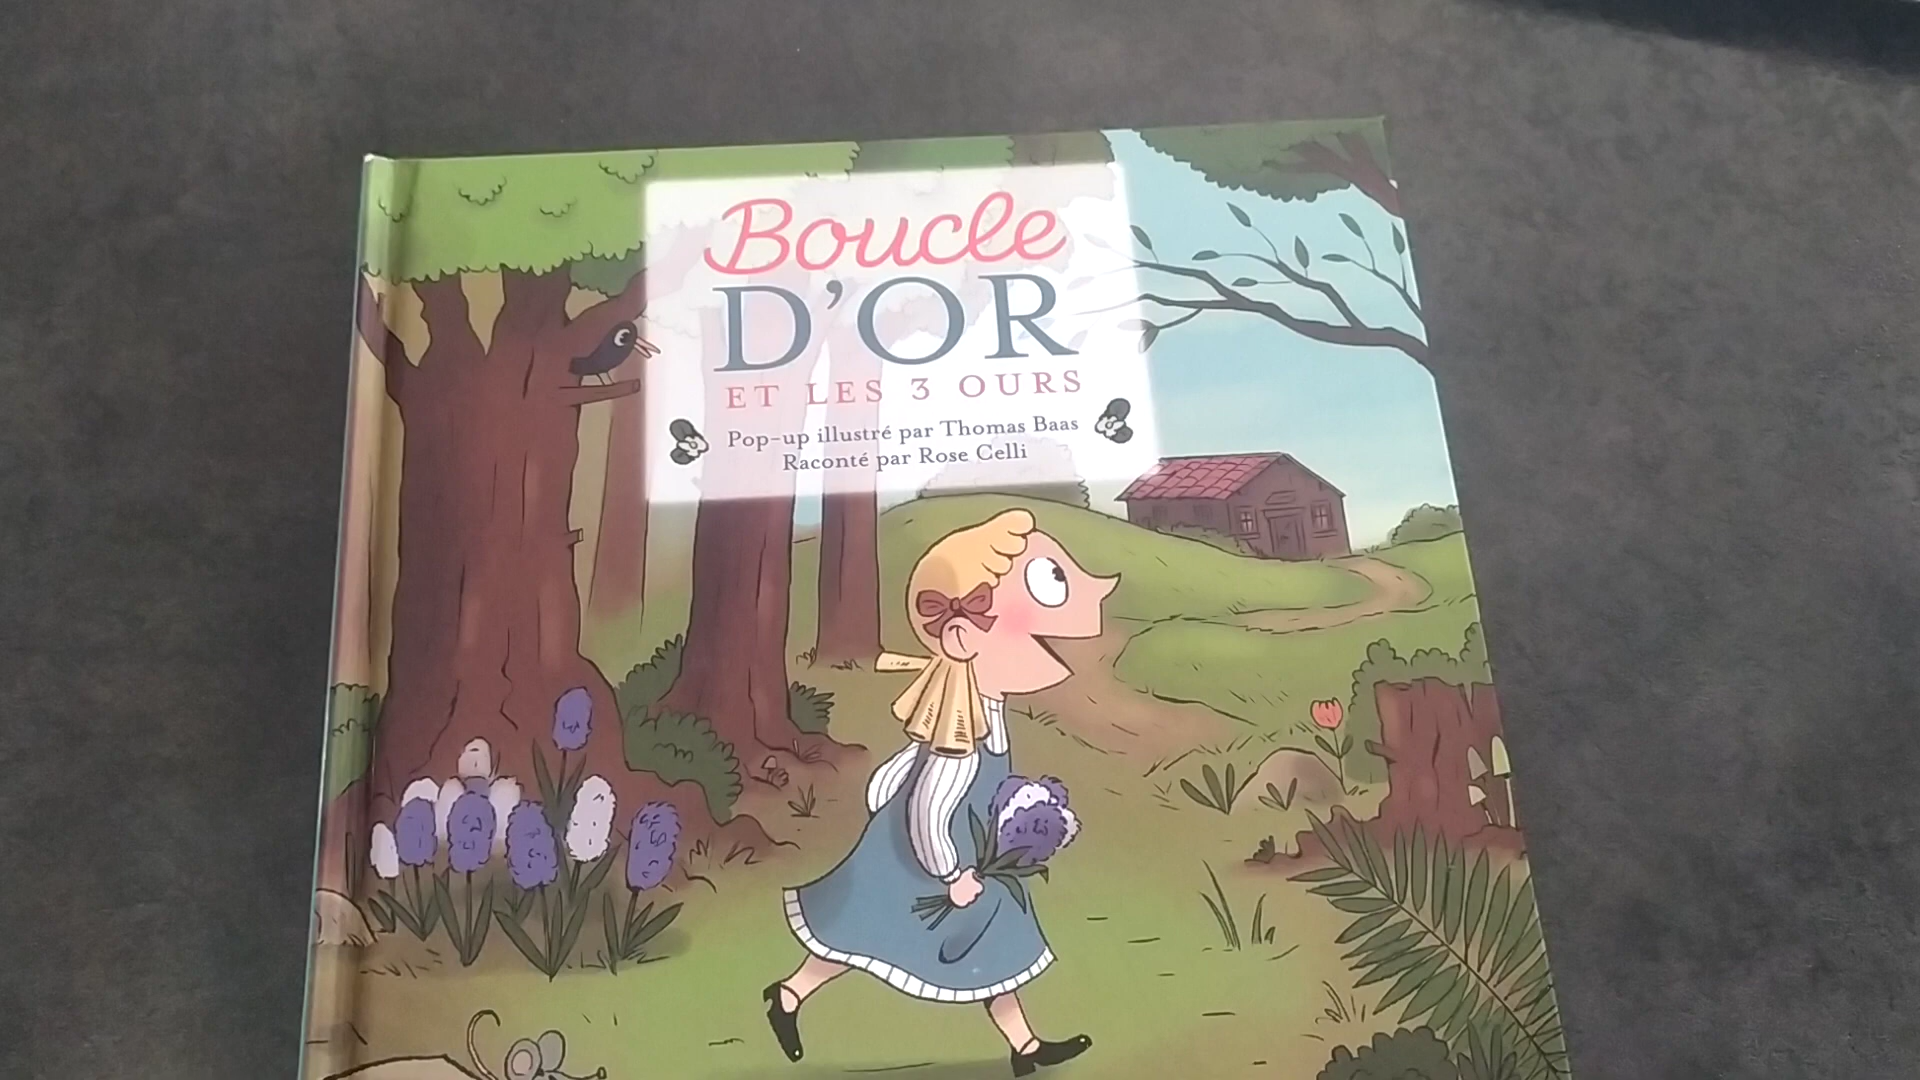 Boucle
D'OR
ET LES 3 OURS
Pop-up illustré par Thomas Baas
Raconté par Rose Celli